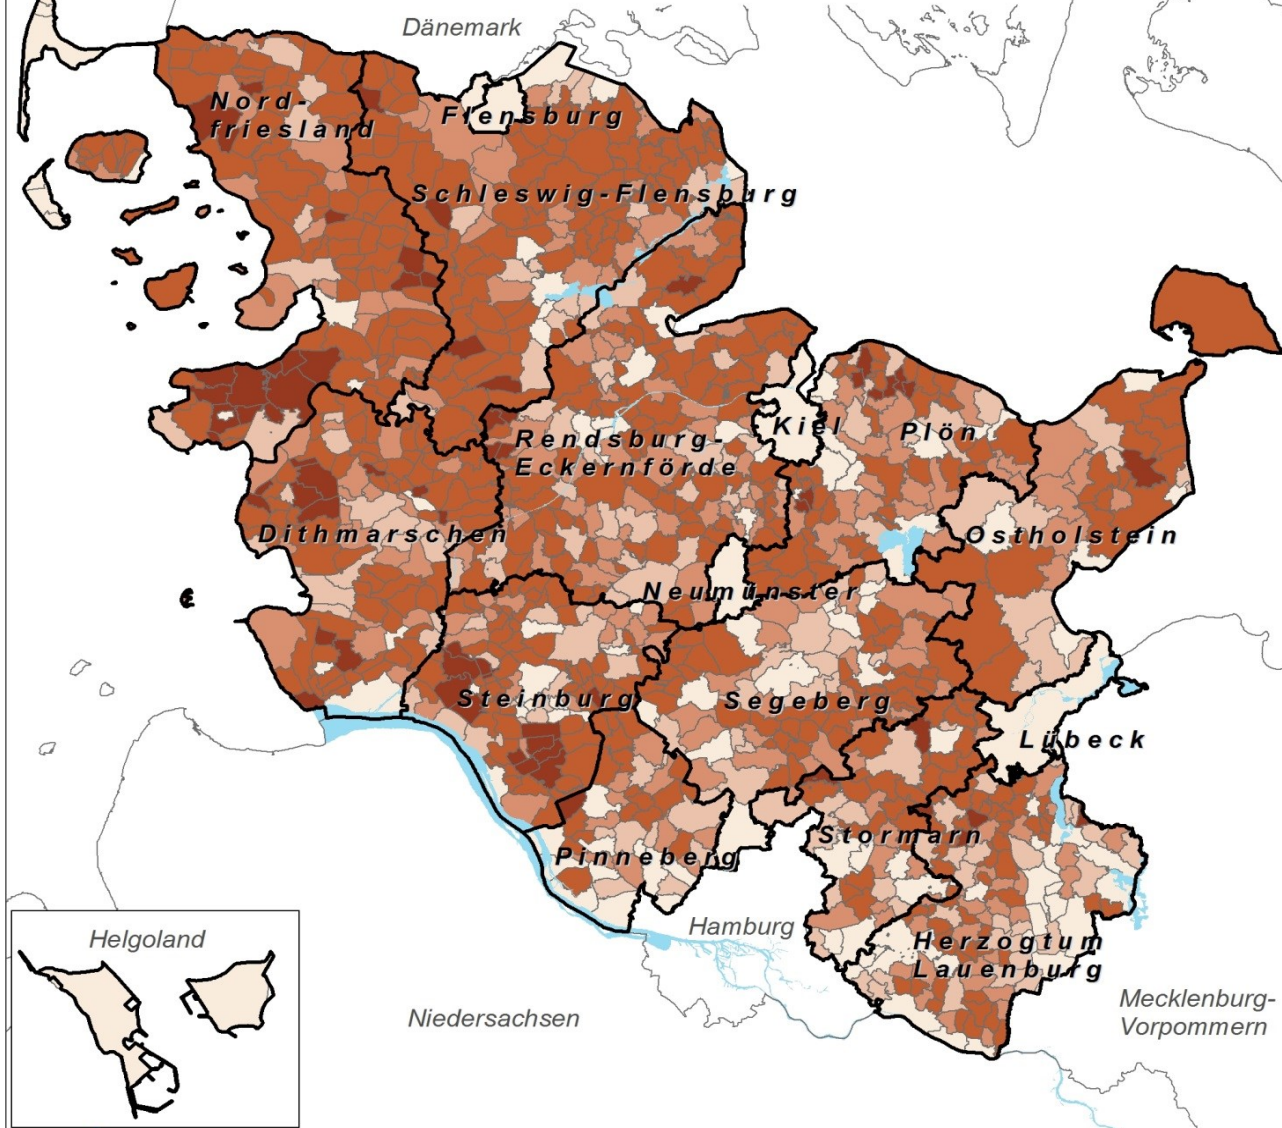 Dänemark
Nord-
friesland
Flensburg
Schleswig-Flensburg
Kiel
Plön
Rendsburg-
Eckernförde
Dithmarschen
Ostholstein
Neumünster
Steinburg
Segeberg
Lübeck
Stormarn
Pinneberg
Hamburg
Herzogtum
Lauenburg
Helgoland
Niedersachsen
Mecklenburg-
Vorpommern